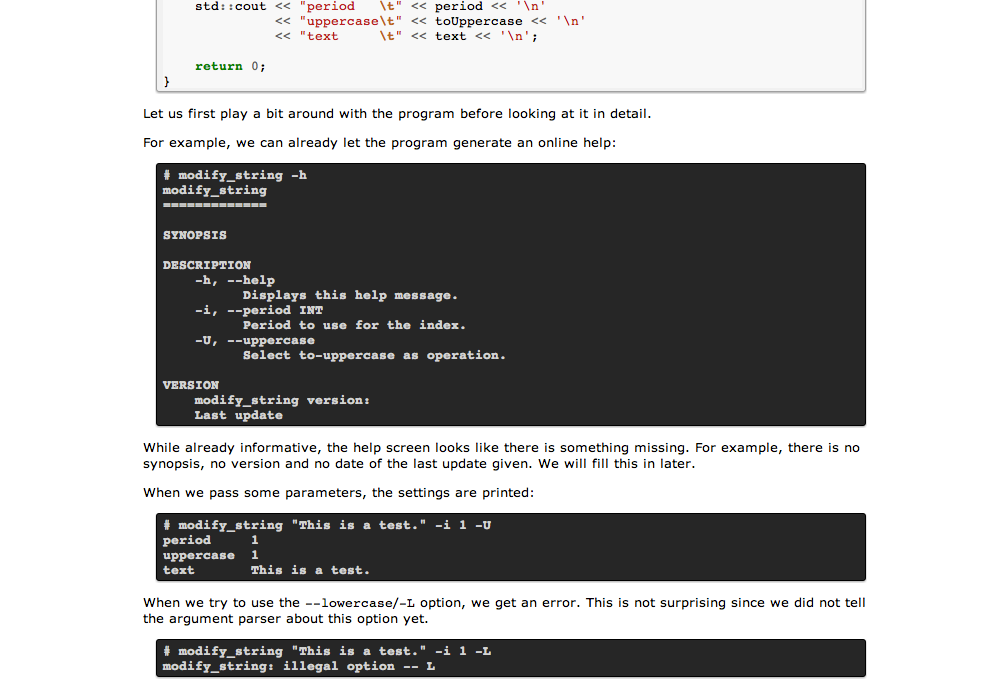 std::cout << "period   \t" << period << '\n'
<< "uppercase\t" << toUppercase << '\n'
<< "text     \t" << text << '\n';
return 0;
}
Let us first play a bit around with the program before looking at it in detail.
For example, we can already let the program generate an online help:
# modify_string -h
modify_string
=============
SYNOPSIS
DESCRIPTION
-h, --help
Displays this help message.
-i, --period INT
Period to use for the index.
-U, --uppercase
Select to-uppercase as operation.
VERSION
modify_string version:
Last update
While already informative, the help screen looks like there is something missing. For example, there is no
synopsis, no version and no date of the last update given. We will fill this in later.
When we pass some parameters, the settings are printed:
# modify_string "This is a test." -i 1 -U
period     1
uppercase  1
text       This is a test.
When we try to use the --lowercase/-L option, we get an error. This is not surprising since we did not tell
the argument parser about this option yet.
# modify_string "This is a test." -i 1 -L
modify_string: illegal option -- L